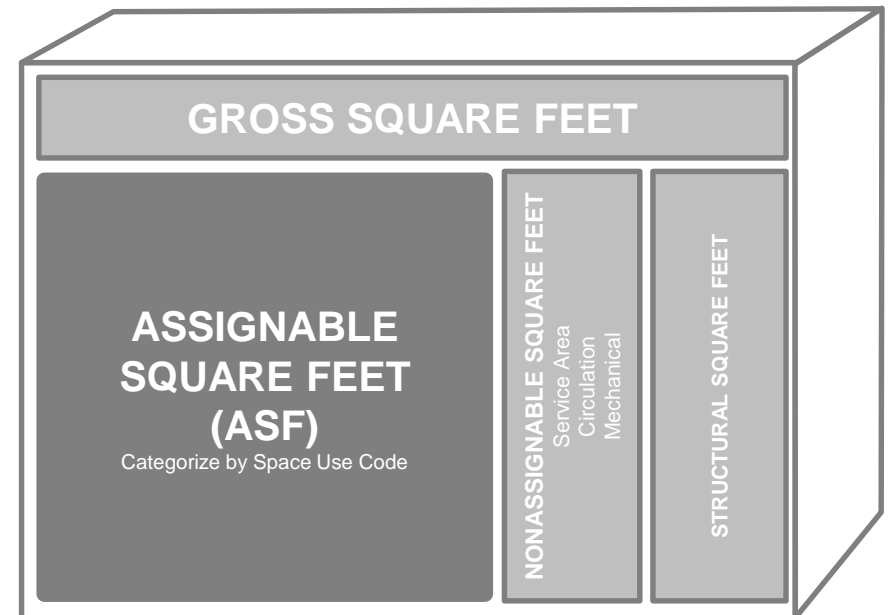 GROSS SQUARE FEET
ASSIGNABLE
SQUARE FEET
(ASF)
Categorize by Space Use Code
NONASSIGNABLE SQUARE FEET
Service Area
Circulation
Mechanical
STRUCTURAL SQUARE FEET